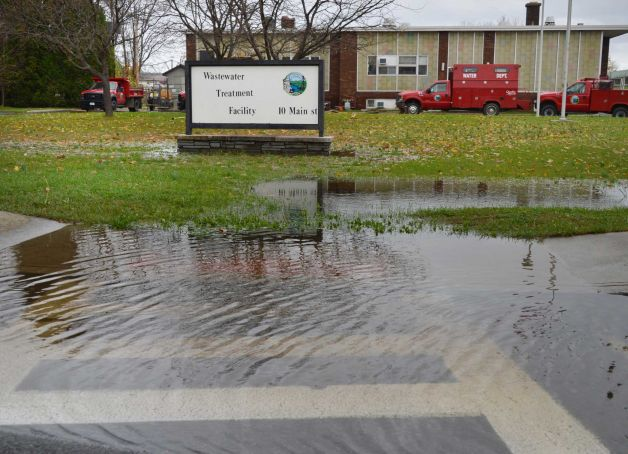 Wastewater
Treatment
Facility 10 Main st
WATER DEPT.